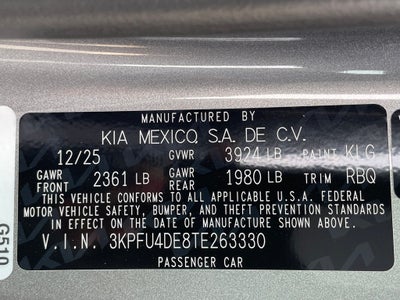 MANUFACTURED BY
KIA MEXICO, S.A. DE C.V.
12/25 GVWR 3924 LB PAINT KLG
GAWR FRONT 2361 LB GAWR REAR 1980 LB TRIM RBQ
THIS VEHICLE CONFORMS TO ALL APPLICABLE U.S.A. FEDERAL
MOTOR VEHICLE SAFETY, BUMPER, AND THEFT PREVENTION STANDARDS
IN EFFECT ON THE DATE OF MANUFACTURE SHOWN ABOVE.
V.I.N. 3KPFU4DE8TE263330
PASSENGER CAR
G510